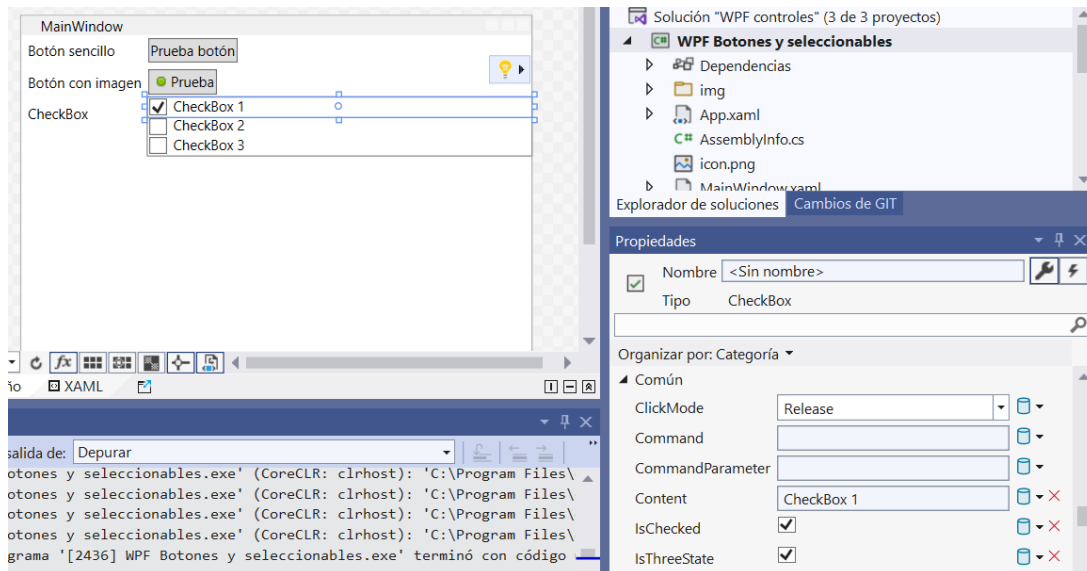 MainWindow
Botón sencillo
Prueba botón
Botón con imagen
Prueba
CheckBox
CheckBox 1
CheckBox 2
CheckBox 3
fx
ño
XAML
salida de:
Depurar
otones y seleccionables.exe' (CoreCLR: clrhost): 'C:\Program Files\
otones y seleccionables.exe' (CoreCLR: clrhost): 'C:\Program Files\
otones y seleccionables.exe' (CoreCLR: clrhost): 'C:\Program Files\
otones y seleccionables.exe' (CoreCLR: clrhost): 'C:\Program Files\
grama '[2436] WPF Botones y seleccionables.exe' terminó con código
Solución "WPF controles" (3 de 3 proyectos)
C# WPF Botones y seleccionables
Dependencias
img
App.xaml
C# AssemblyInfo.cs
icon.png
MainWindow.xaml
Explorador de soluciones
Cambios de GIT
Propiedades
Nombre
<Sin nombre>
Tipo
CheckBox
Organizar por: Categoría
Común
ClickMode
Release
Command
CommandParameter
Content
CheckBox 1
IsChecked
IsThreeState